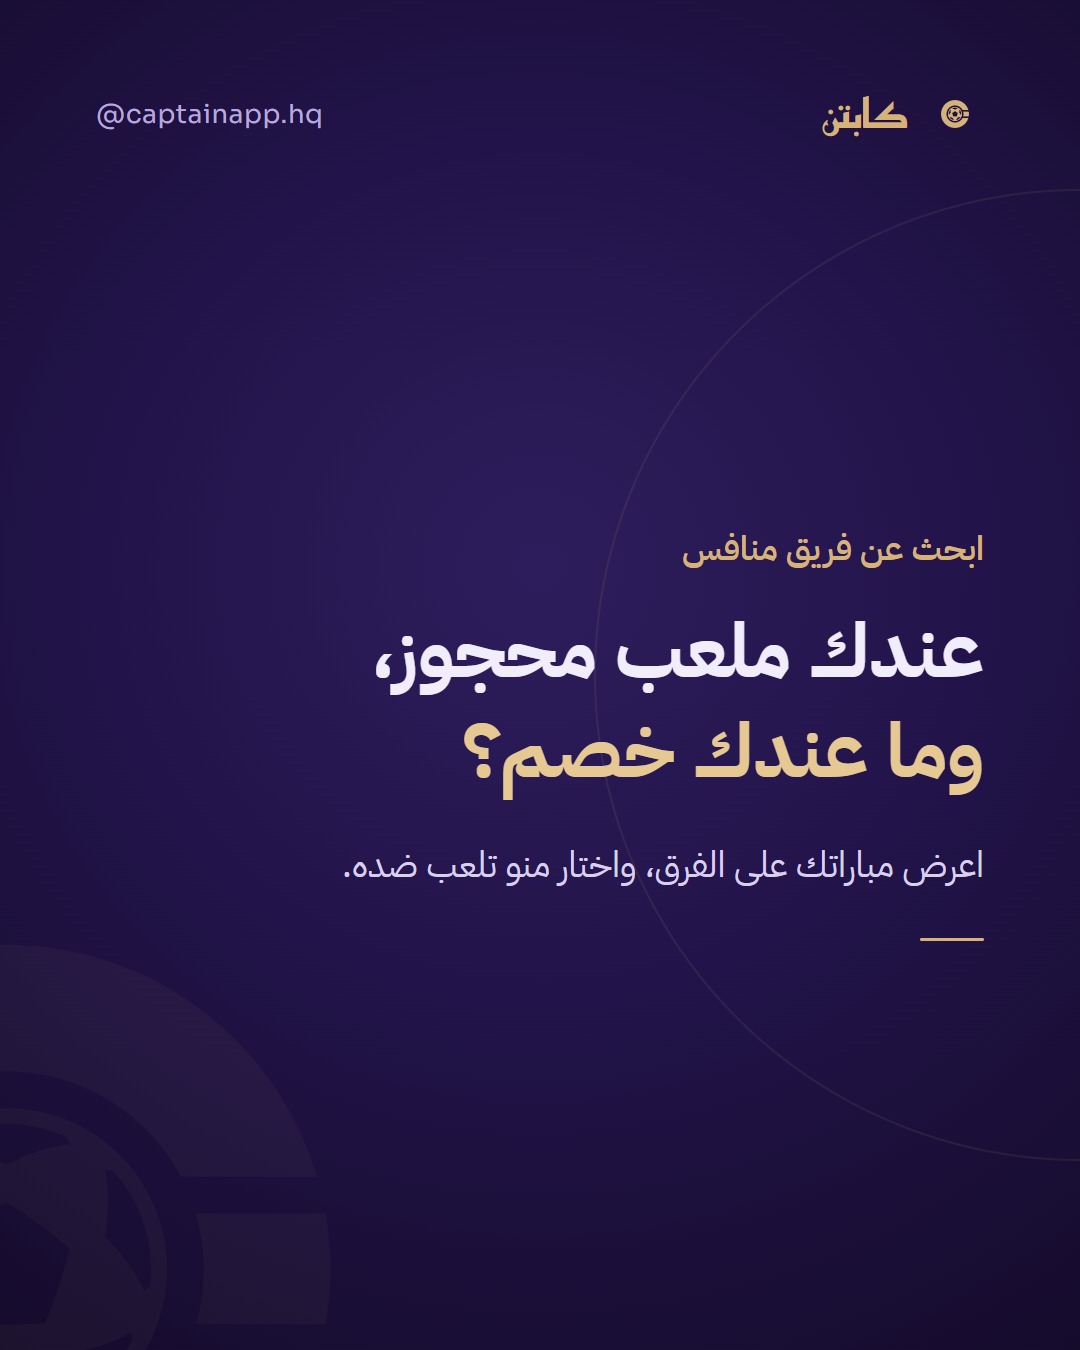 كابتن
@captainapp.hq
ابحث عن فريق منافس
عندك ملعب محجوز،
وما عندك خصم؟
اعرض مباراتك على الفرق، واختار منو تلعب ضده.